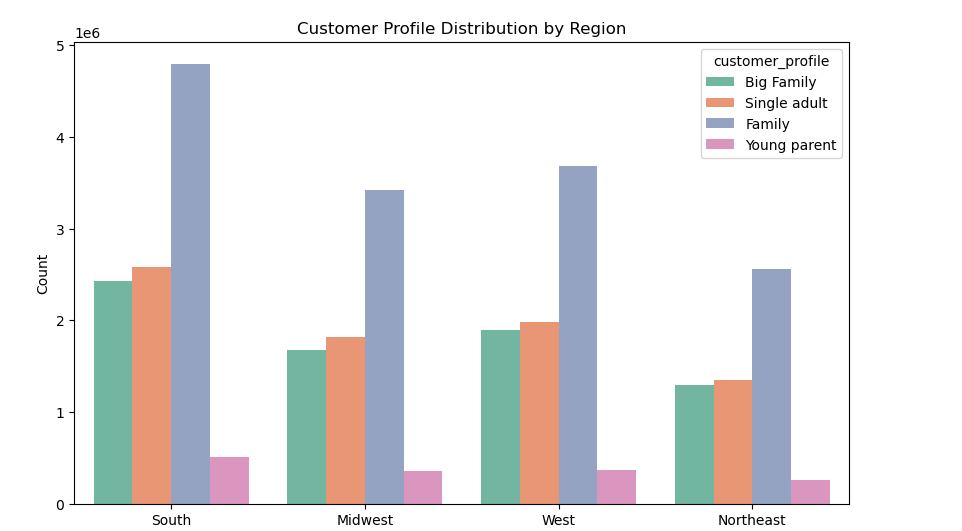 Customer Profile Distribution by Region
1e6
customer_profile
Big Family
Single adult
Family
Young parent
5
4
3
2
1
0
Count
South Midwest West Northeast